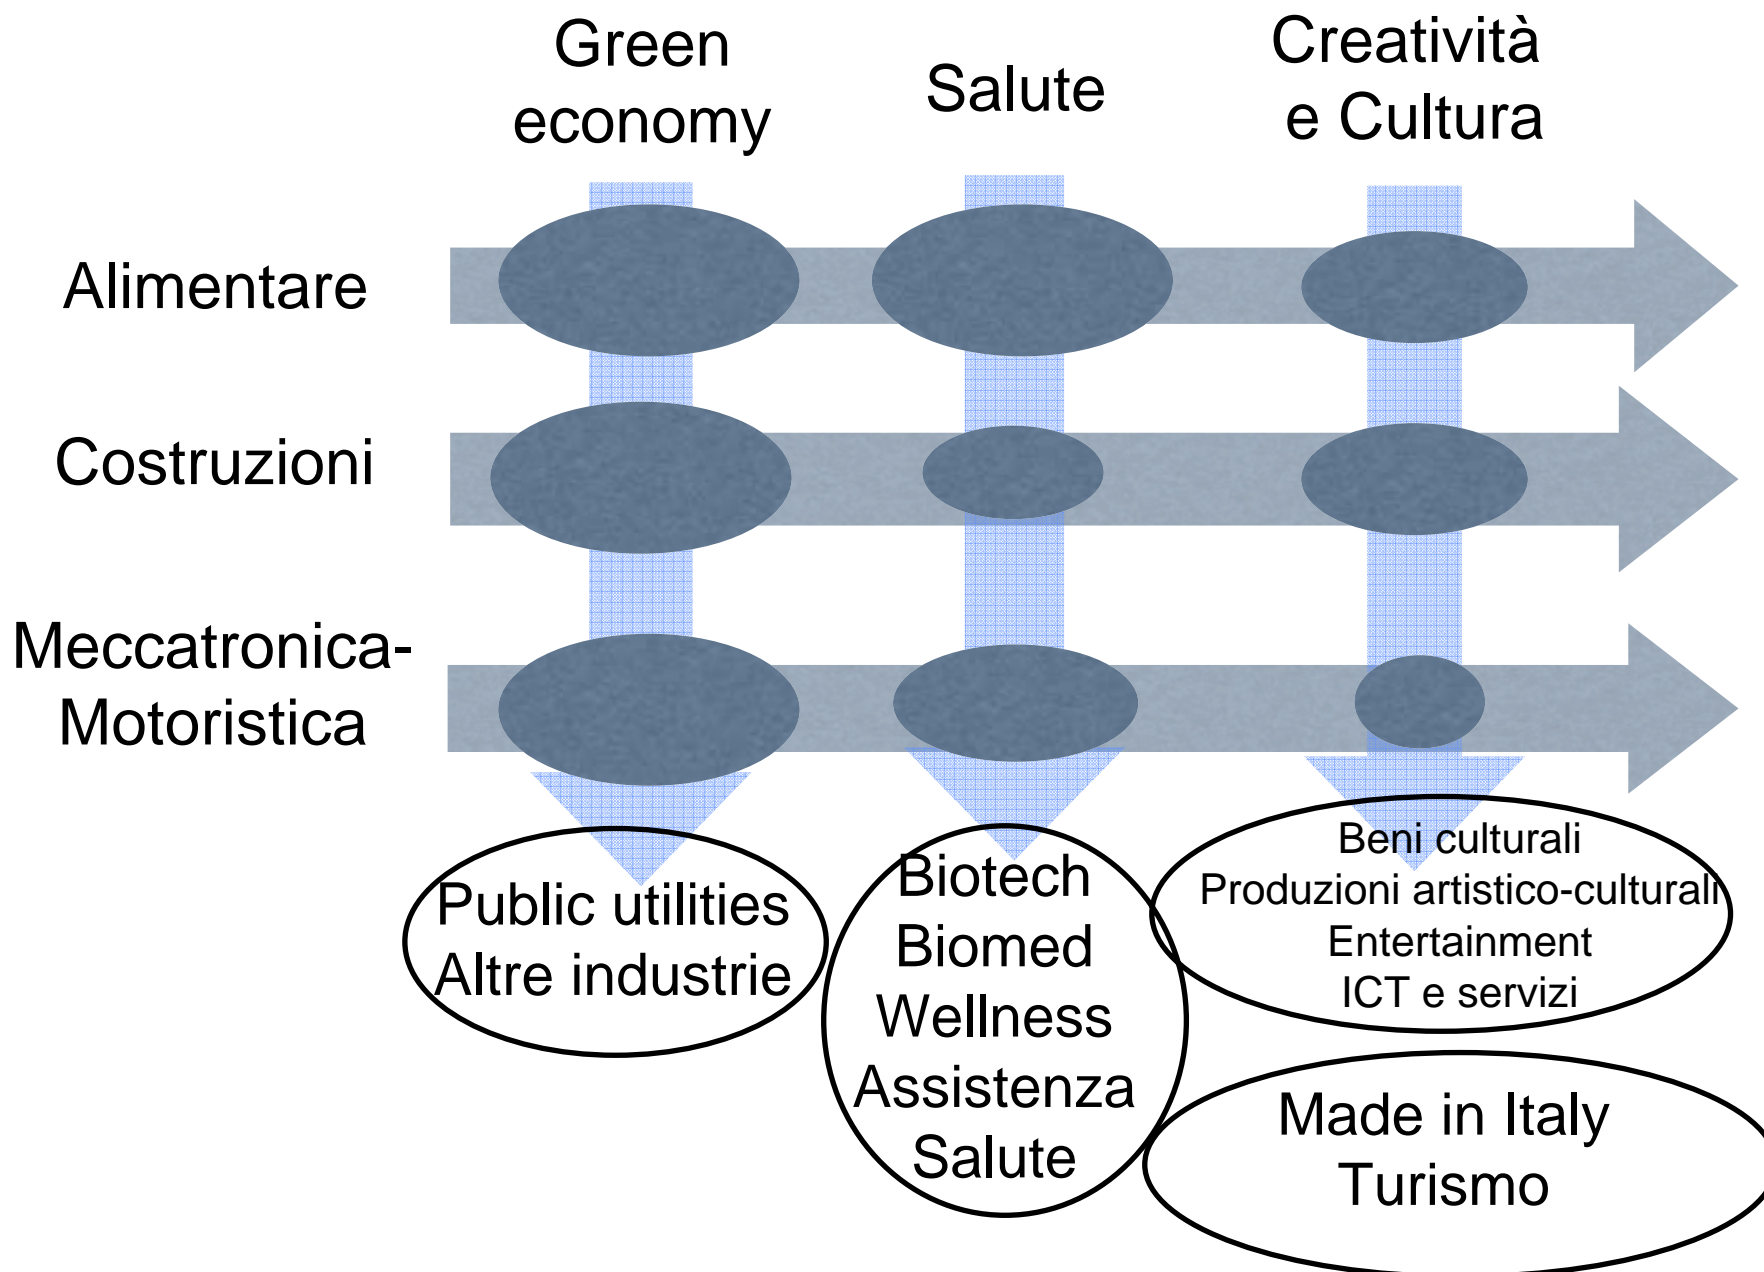 Green
economy
Salute
Creatività
e Cultura
Alimentare
Costruzioni
Meccatronica-
Motoristica
Public utilities
Altre industrie
Biotech
Biomed
Wellness
Assistenza
Salute
Beni culturali
Produzioni artistico-culturali
Entertainment
ICT e servizi
Made in Italy
Turismo